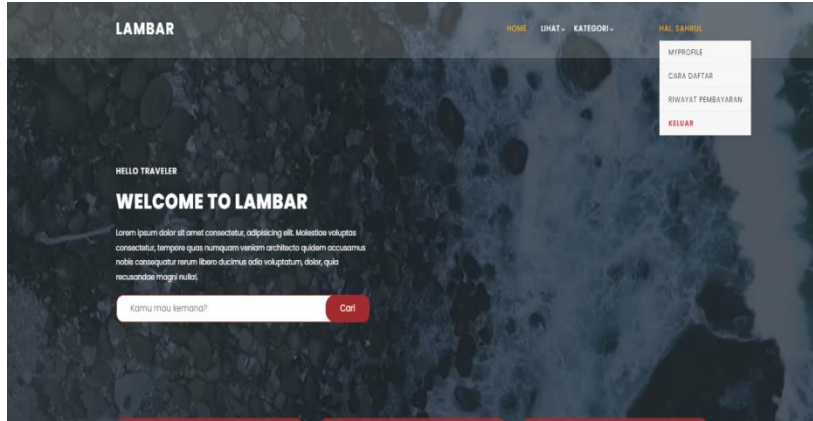 LAMBAR
HOME LIHAT KATEGORI HAI, SAHRUL
MYPROFILE
CARA DAFTAR
RIWAYAT PEMBAYARAN
KELUAR
HELLO TRAVELER
WELCOME TO LAMBAR
Lorem ipsum dolor sit amet consectetur, adipisicing elit. Molestiae voluptas
consectetur, tempore quas numquam veniam architecto quidem accusamus
nobis consequatur rerum libero ducimus odio voluptatum, dolor, quia
recusandae magni nulla!.
Kamu mau kemana? Cari